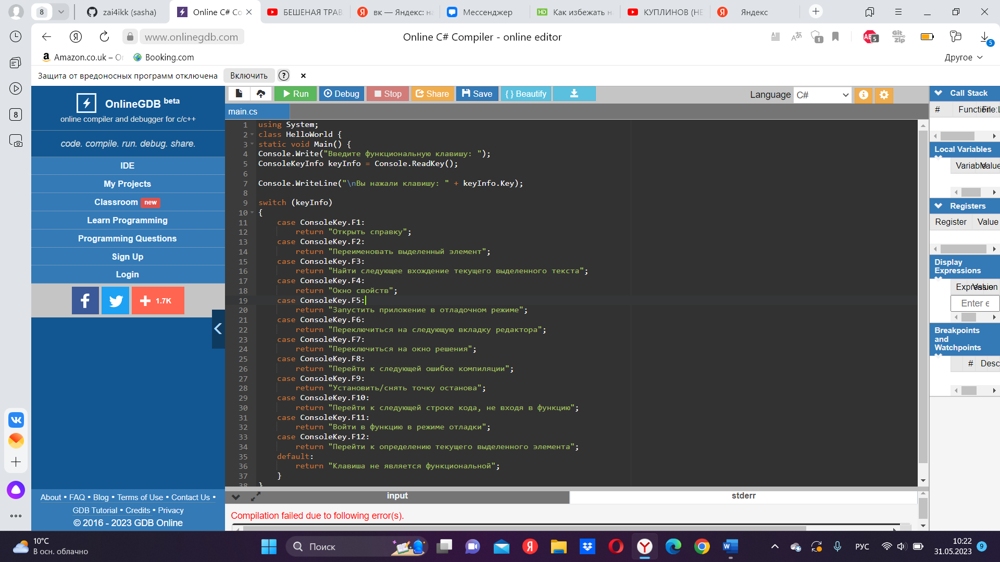 8
zai4ikk (sasha)
Online C# Co
БЕШЕНАЯ ТРАВ
вк — Яндекс: на
Мессенджер
Как избежать н
КУПЛИНОВ (НЕ
Яндекс
www.onlinegdb.com
Online C# Compiler - online editor
1
5
Git Zip
5
Amazon.co.uk – Or
Booking.com
Другое
Защита от вредоносных программ отключена
Включить
?
8
OnlineGDB beta
online compiler and debugger for c/c++
code. compile. run. debug. share.
IDE
My Projects
Classroom new
Learn Programming
Programming Questions
Sign Up
Login
1.7K
About • FAQ • Blog • Terms of Use • Contact Us •
GDB Tutorial • Credits • Privacy
© 2016 - 2023 GDB Online
Run
Debug
Stop
Share
Save
{ } Beautify
Language C#
main.cs
1 using System;
2 class HelloWorld {
3 static void Main() {
4 Console.Write("Введите функциональную клавишу: ");
5 ConsoleKeyInfo keyInfo = Console.ReadKey();
6
7 Console.WriteLine("\nВы нажали клавишу: " + keyInfo.Key);
8
9 switch (keyInfo)
10 {
11 case ConsoleKey.F1:
12 return "Открыть справку";
13 case ConsoleKey.F2:
14 return "Переименовать выделенный элемент";
15 case ConsoleKey.F3:
16 return "Найти следующее вхождение текущего выделенного текста";
17 case ConsoleKey.F4:
18 return "Окно свойств";
19 case ConsoleKey.F5:
20 return "Запустить приложение в отладочном режиме";
21 case ConsoleKey.F6:
22 return "Переключиться на следующую вкладку редактора";
23 case ConsoleKey.F7:
24 return "Переключиться на окно решения";
25 case ConsoleKey.F8:
26 return "Перейти к следующей ошибке компиляции";
27 case ConsoleKey.F9:
28 return "Установить/снять точку останова";
29 case ConsoleKey.F10:
30 return "Перейти к следующей строке кода, не входя в функцию";
31 case ConsoleKey.F11:
32 return "Войти в функцию в режиме отладки";
33 case ConsoleKey.F12:
34 return "Перейти к определению текущего выделенного элемента";
35 default:
36 return "Клавиша не является функциональной";
37 }
38 }
input
stderr
Compilation failed due to following error(s).
Call Stack
# Function File:L
Local Variables
Variable Value
Registers
Register Value
Display Expressions
Expression Value
Enter e
Breakpoints and Watchpoints
# Desc
10°C
В осн. облачно
Поиск
РУС
10:22
31.05.2023
9